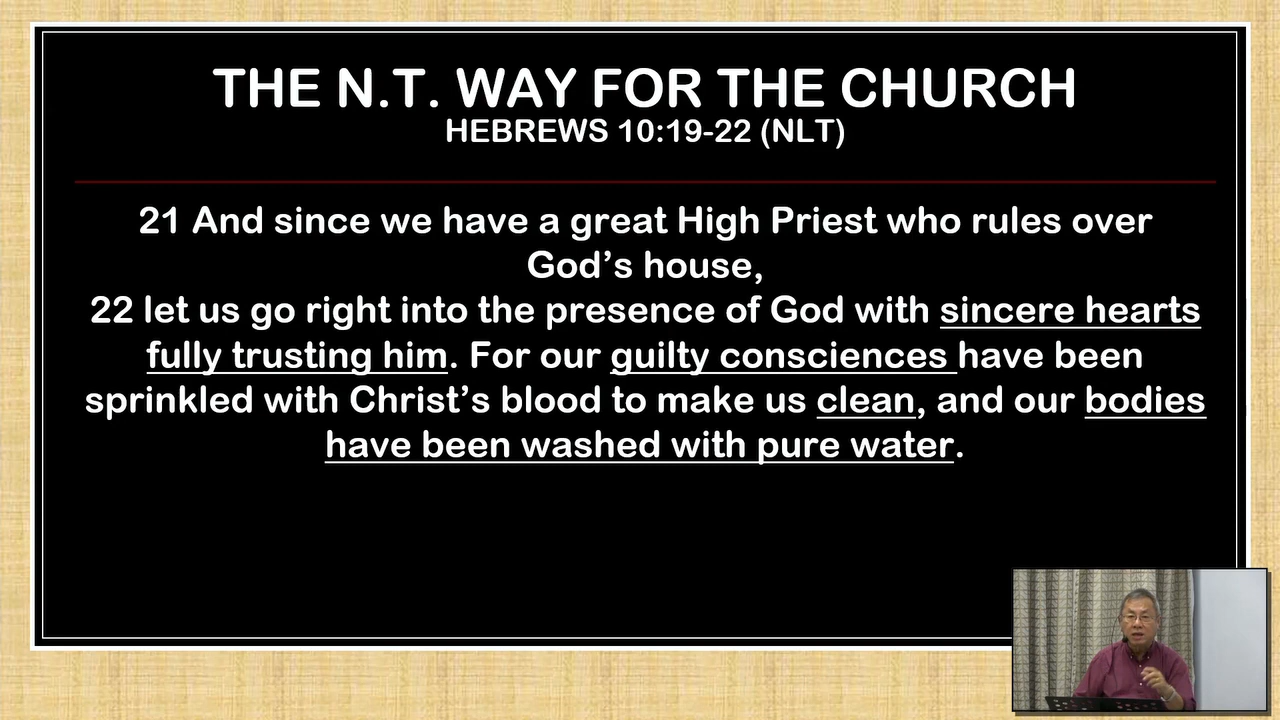 THE N.T. WAY FOR THE CHURCH
HEBREWS 10:19-22 (NLT)
21 And since we have a great High Priest who rules over
God’s house,
22 let us go right into the presence of God with sincere hearts
fully trusting him. For our guilty consciences have been
sprinkled with Christ’s blood to make us clean, and our bodies
have been washed with pure water.